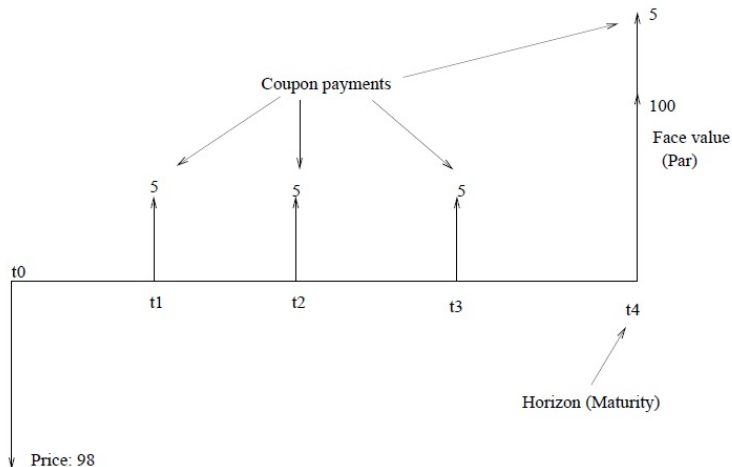 5
Coupon payments
100
Face value
(Par)
5
5
5
t0
t1
t2
t3
t4
Horizon (Maturity)
Price: 98